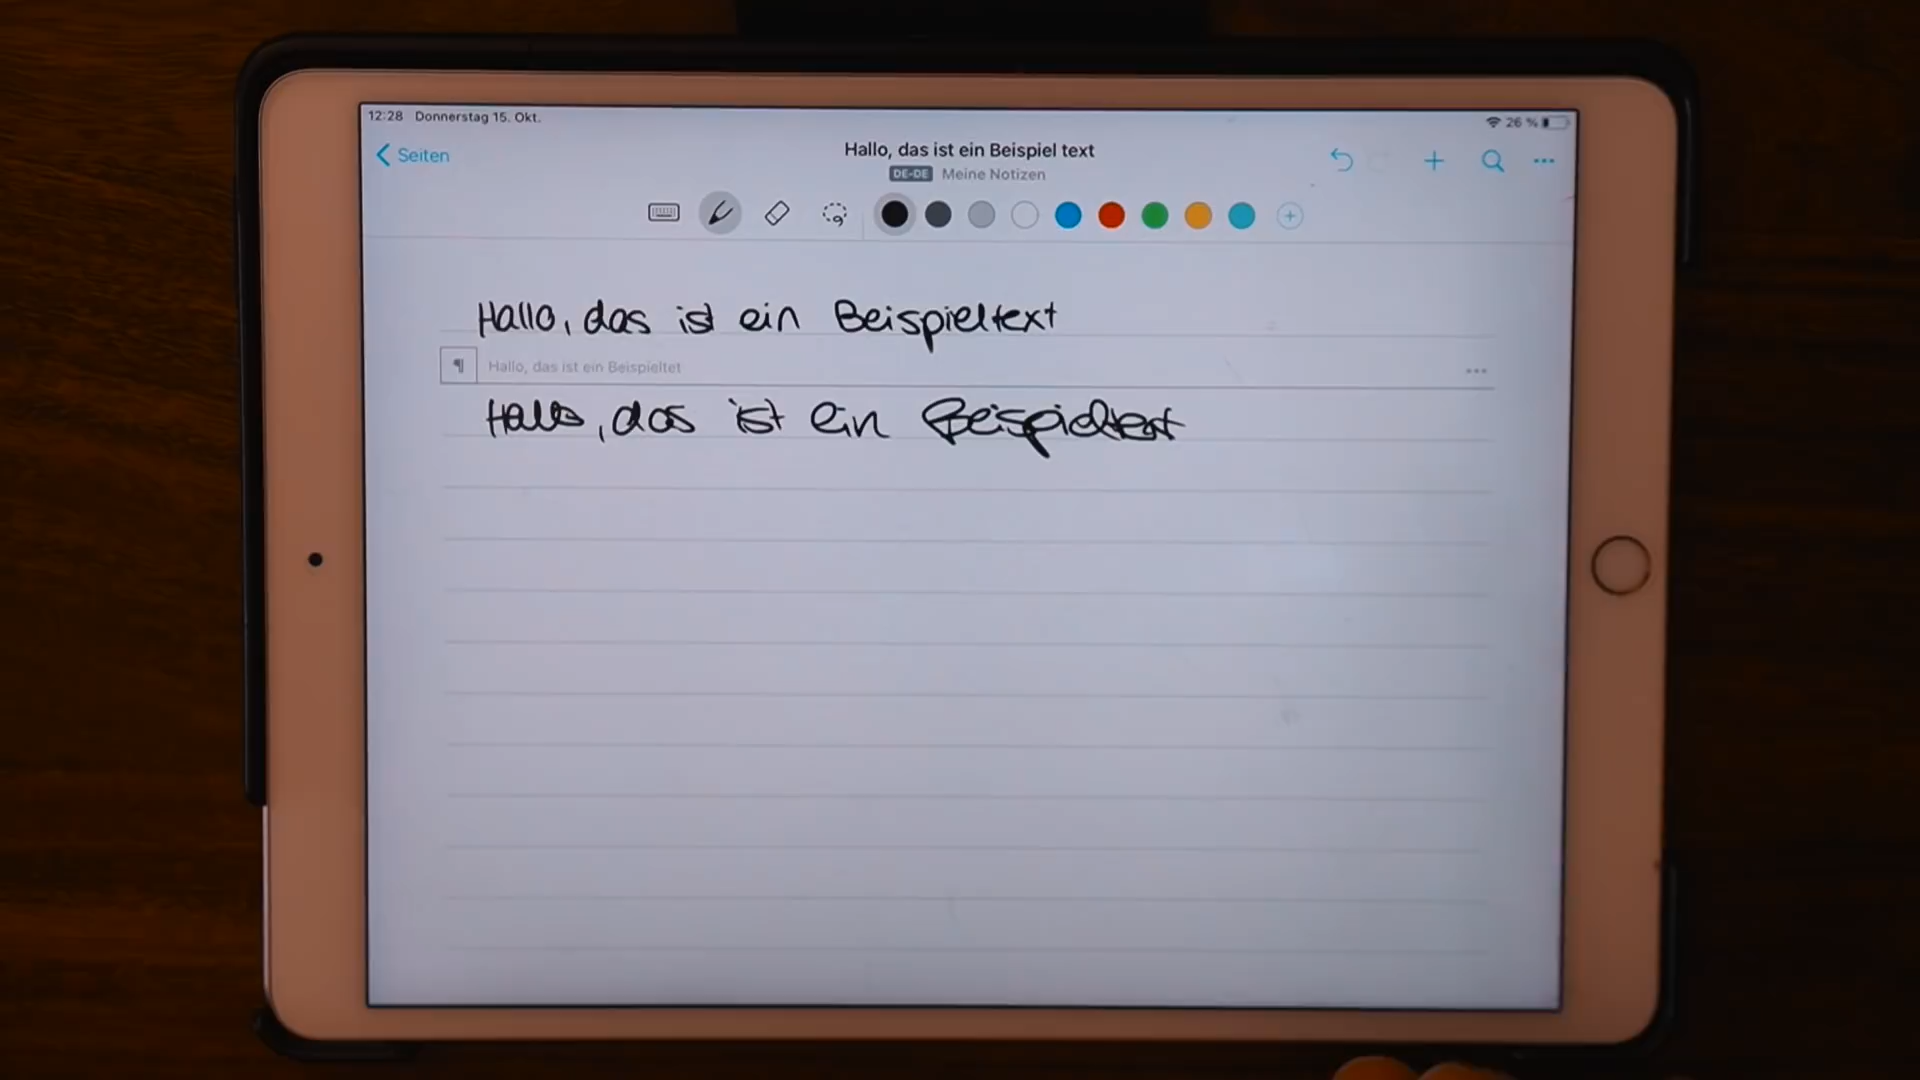 12:28 Donnerstag 15. Okt.
26 %
Seiten
Hallo, das ist ein Beispiel text
DE-DE Meine Notizen
Hallo, das ist ein Beispieltext
¶ Hallo, das ist ein Beispieltet
Hallo, das ist ein Beispieltext